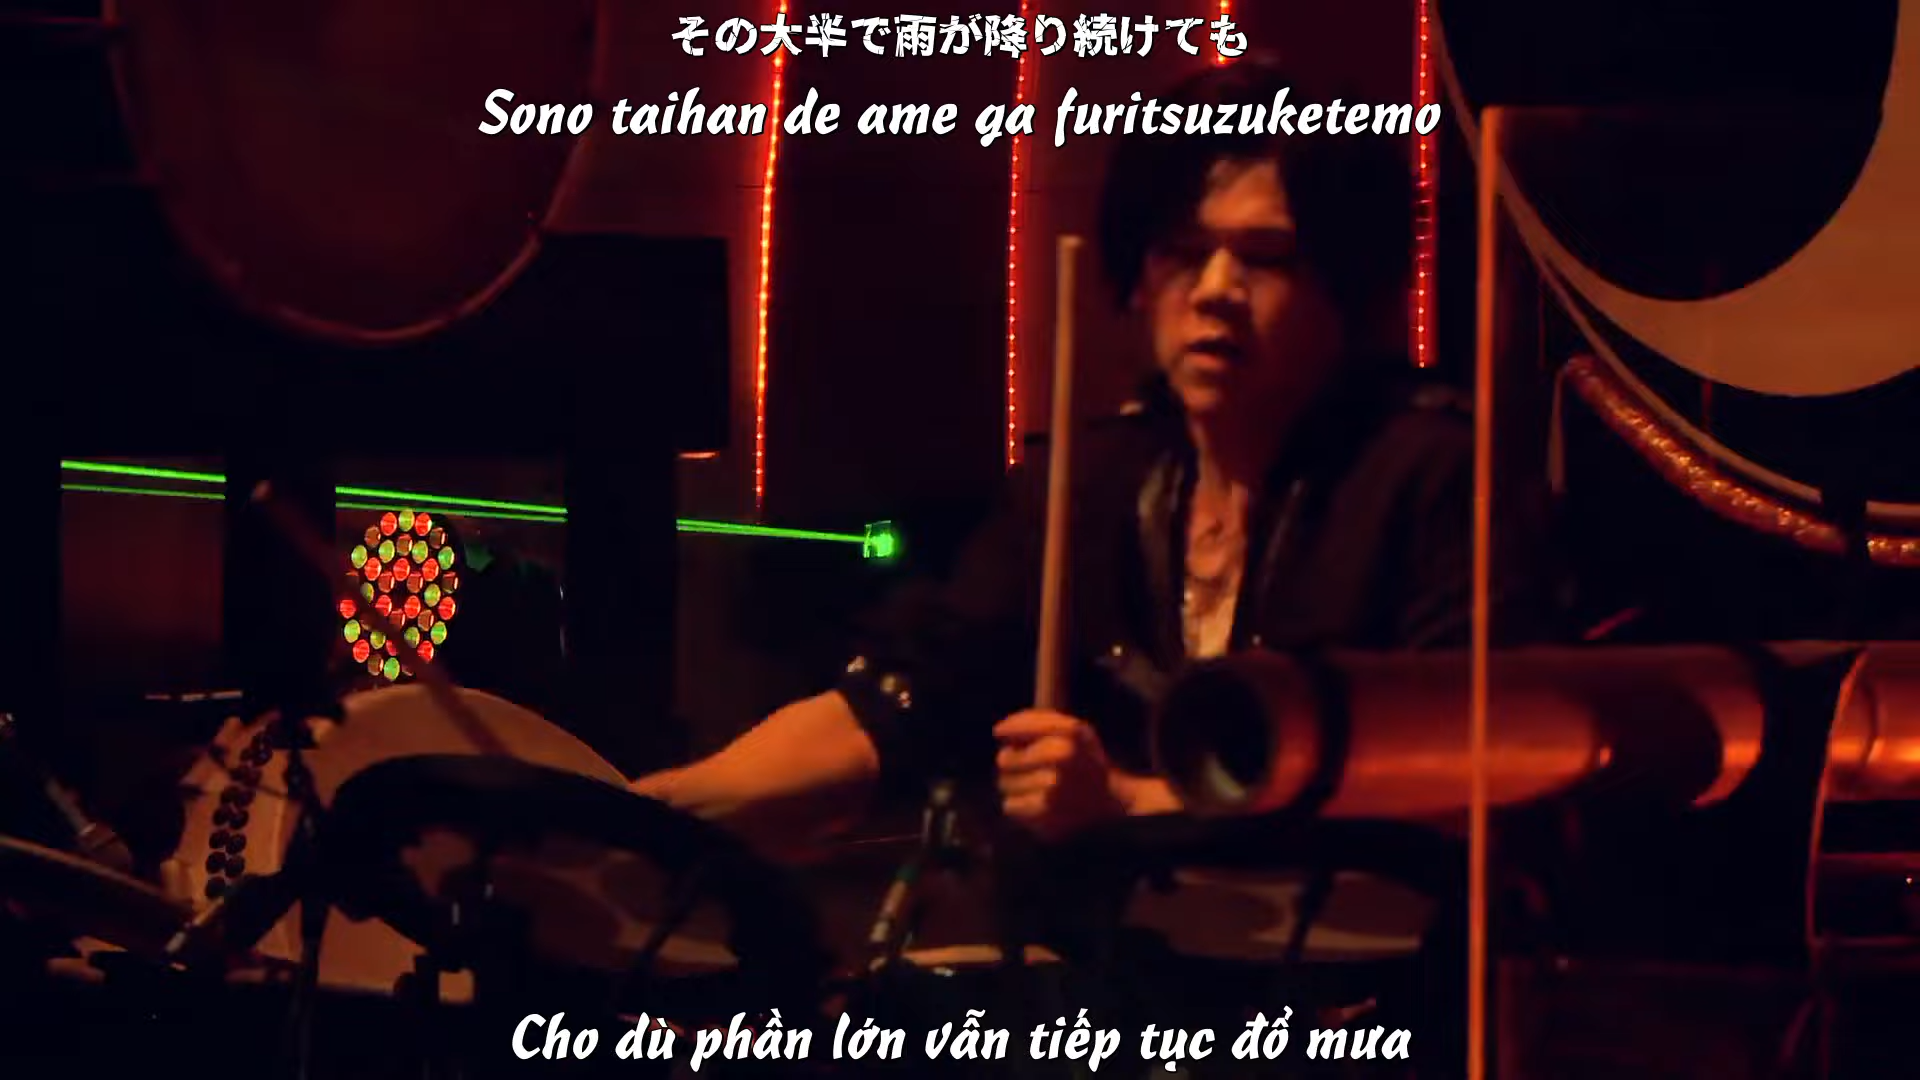 その大半で雨が降り続けても
Sono taihan de ame ga furitsuzuketemo
Cho dù phần lớn vẫn tiếp tục đổ mưa